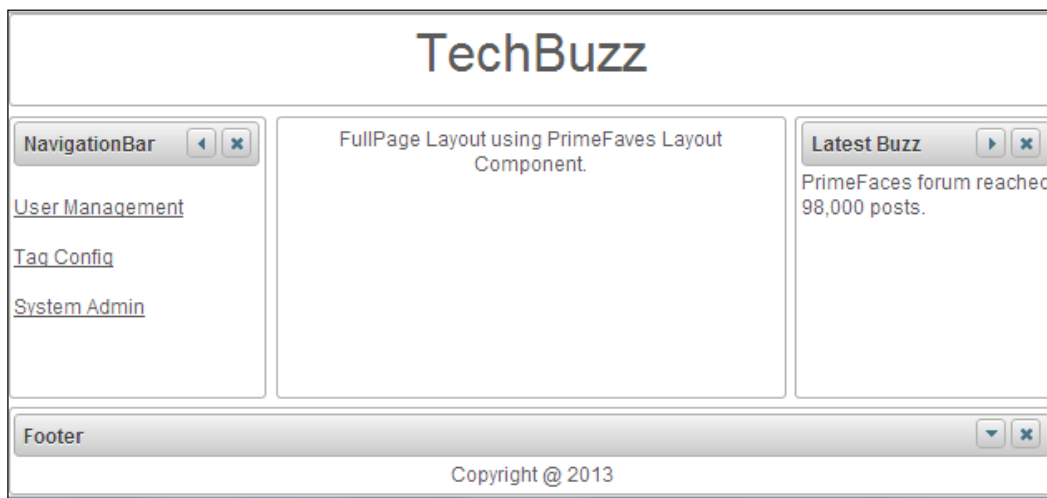 TechBuzz
NavigationBar
User Management
Tag Config
System Admin
FullPage Layout using PrimeFaves Layout
Component.
Latest Buzz
PrimeFaces forum reached
98,000 posts.
Footer
Copyright @ 2013